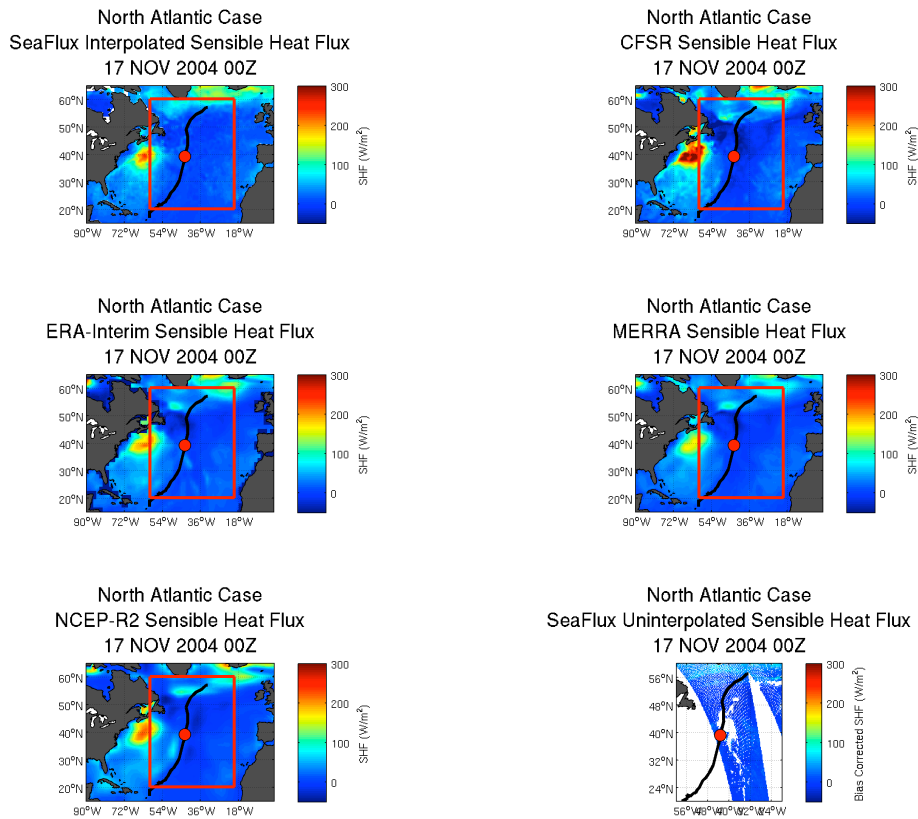 North Atlantic Case
SeaFlux Interpolated Sensible Heat Flux
17 NOV 2004 00Z
60°N
50°N
40°N
30°N
20°N
90°W 72°W 54°W 36°W 18°W
300
200
100
0
SHF (W/m²)
North Atlantic Case
CFSR Sensible Heat Flux
17 NOV 2004 00Z
60°N
50°N
40°N
30°N
20°N
90°W 72°W 54°W 36°W 18°W
300
200
100
0
SHF (W/m²)
North Atlantic Case
ERA-Interim Sensible Heat Flux
17 NOV 2004 00Z
60°N
50°N
40°N
30°N
20°N
90°W 72°W 54°W 36°W 18°W
300
200
100
0
SHF (W/m²)
North Atlantic Case
MERRA Sensible Heat Flux
17 NOV 2004 00Z
60°N
50°N
40°N
30°N
20°N
90°W 72°W 54°W 36°W 18°W
300
200
100
0
SHF (W/m²)
North Atlantic Case
NCEP-R2 Sensible Heat Flux
17 NOV 2004 00Z
60°N
50°N
40°N
30°N
20°N
90°W 72°W 54°W 36°W 18°W
300
200
100
0
SHF (W/m²)
North Atlantic Case
SeaFlux Uninterpolated Sensible Heat Flux
17 NOV 2004 00Z
56°N
48°N
40°N
32°N
24°N
56°W 48°W 40°W 32°W 24°W
300
200
100
0
Bias Corrected SHF (W/m²)